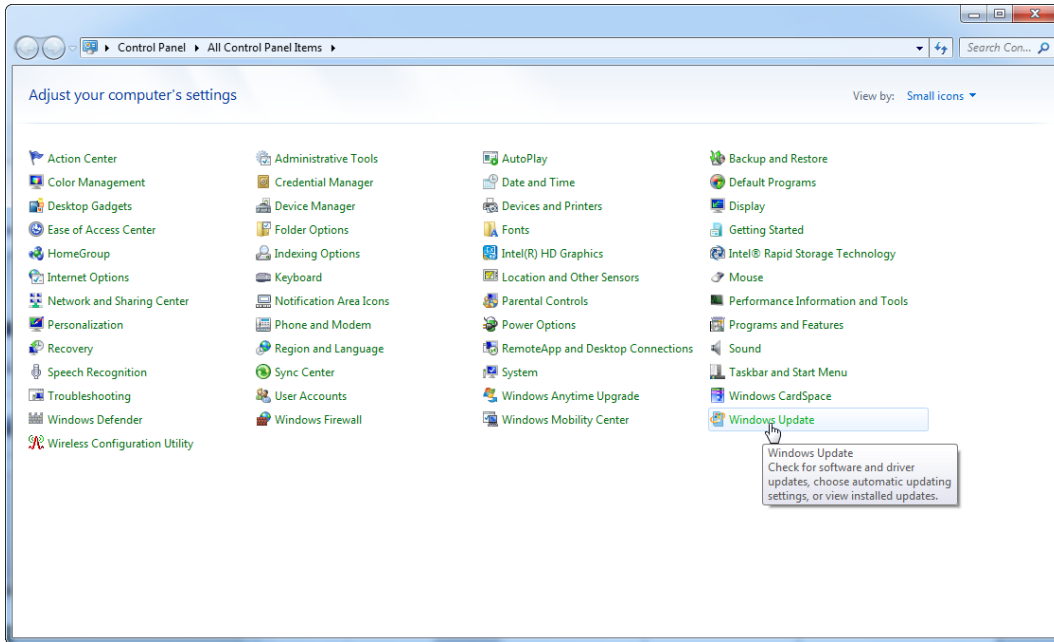 Control Panel All Control Panel Items Search Con...
Adjust your computer's settings
View by: Small icons
Action Center Administrative Tools AutoPlay Backup and Restore
Color Management Credential Manager Date and Time Default Programs
Desktop Gadgets Device Manager Devices and Printers Display
Ease of Access Center Folder Options Fonts Getting Started
HomeGroup Indexing Options Intel(R) HD Graphics Intel® Rapid Storage Technology
Internet Options Keyboard Location and Other Sensors Mouse
Network and Sharing Center Notification Area Icons Parental Controls Performance Information and Tools
Personalization Phone and Modem Power Options Programs and Features
Recovery Region and Language RemoteApp and Desktop Connections Sound
Speech Recognition Sync Center System Taskbar and Start Menu
Troubleshooting User Accounts Windows Anytime Upgrade Windows CardSpace
Windows Defender Windows Firewall Windows Mobility Center Windows Update
Wireless Configuration Utility
Windows Update
Check for software and driver
updates, choose automatic updating
settings, or view installed updates.